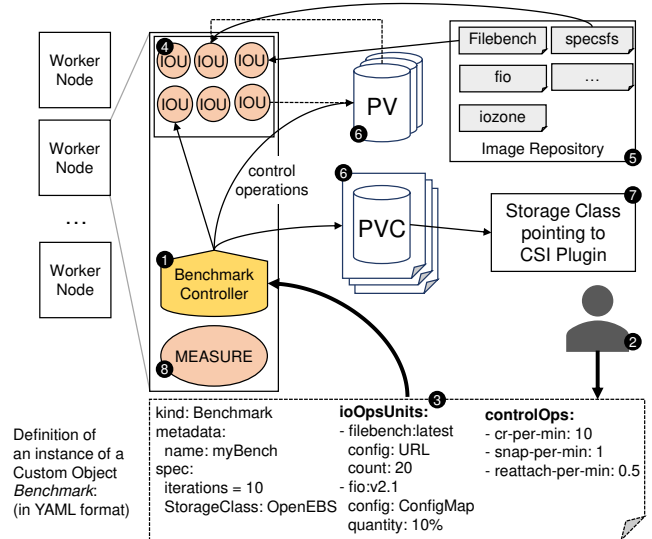 Worker
Node
Worker
Node
...
Worker
Node
4
IOU
IOU
IOU
IOU
IOU
IOU
PV
6
control
operations
Filebench
specsfs
fio
...
iozone
Image Repository
5
6
PVC
7
Storage Class
pointing to
CSI Plugin
1
Benchmark
Controller
MEASURE
8
2
3
Definition of
an instance of a
Custom Object
Benchmark:
(in YAML format)
kind: Benchmark
metadata:
name: myBench
spec:
iterations = 10
StorageClass: OpenEBS
ioOpsUnits:
- filebench:latest
config: URL
count: 20
- fio:v2.1
config: ConfigMap
quantity: 10%
controlOps:
- cr-per-min: 10
- snap-per-min: 1
- reattach-per-min: 0.5